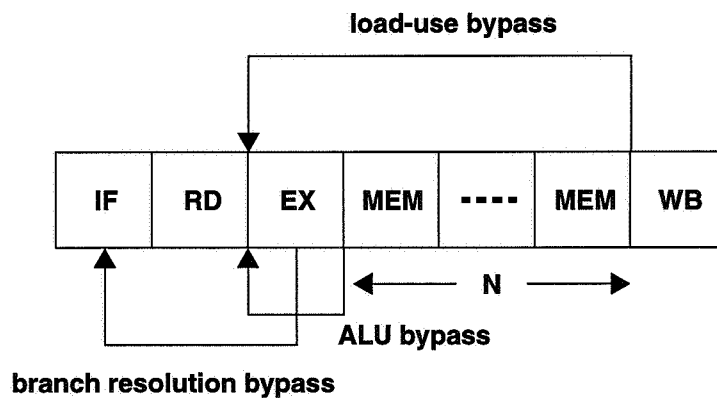 load-use bypass
IF RD EX MEM ---- MEM WB
N
ALU bypass
branch resolution bypass